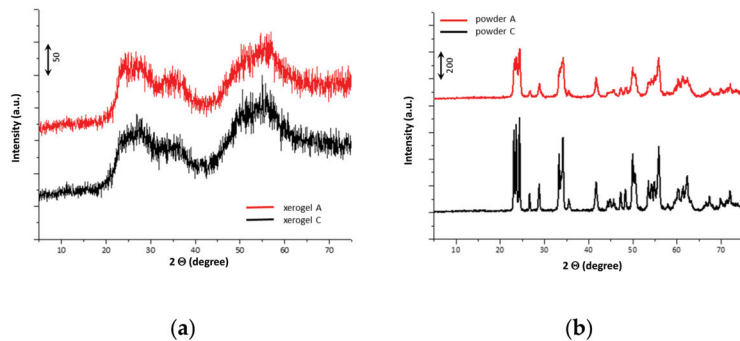 50
Intensity (a.u.)
xerogel A
xerogel C
5 10 20 30 40 50 60 70
2 Θ (degree)
(a)
powder A
powder C
200
Intensity (a.u.)
10 20 30 40 50 60 70
2 Θ (degree)
(b)